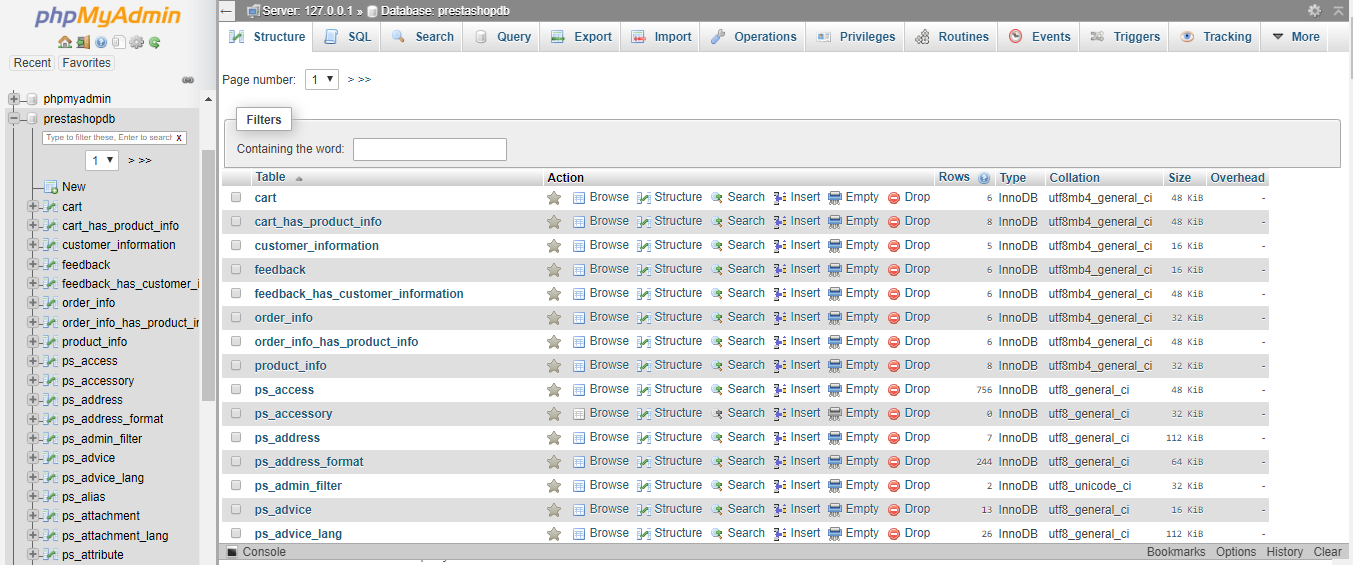 phpMyAdmin
Recent Favorites
phpmyadmin
prestashopdb
Type to filter these, Enter to search X
1 > >>
New
cart
cart_has_product_info
customer_information
feedback
feedback_has_customer_i
order_info
order_info_has_product_i
product_info
ps_access
ps_accessory
ps_address
ps_address_format
ps_admin_filter
ps_advice
ps_advice_lang
ps_alias
ps_attachment
ps_attachment_lang
ps_attribute
Server: 127.0.0.1 » Database: prestashopdb
Structure SQL Search Query Export Import Operations Privileges Routines Events Triggers Tracking More
Page number: 1 > >>
Filters
Containing the word:
Table Action Rows Type Collation Size Overhead
cart Browse Structure Search Insert Empty Drop 6 InnoDB utf8mb4_general_ci 48 KiB -
cart_has_product_info Browse Structure Search Insert Empty Drop 8 InnoDB utf8mb4_general_ci 48 KiB -
customer_information Browse Structure Search Insert Empty Drop 5 InnoDB utf8mb4_general_ci 16 KiB -
feedback Browse Structure Search Insert Empty Drop 6 InnoDB utf8mb4_general_ci 16 KiB -
feedback_has_customer_information Browse Structure Search Insert Empty Drop 6 InnoDB utf8mb4_general_ci 48 KiB -
order_info Browse Structure Search Insert Empty Drop 6 InnoDB utf8mb4_general_ci 32 KiB -
order_info_has_product_info Browse Structure Search Insert Empty Drop 6 InnoDB utf8mb4_general_ci 48 KiB -
product_info Browse Structure Search Insert Empty Drop 8 InnoDB utf8mb4_general_ci 32 KiB -
ps_access Browse Structure Search Insert Empty Drop 756 InnoDB utf8_general_ci 48 KiB -
ps_accessory Browse Structure Search Insert Empty Drop 0 InnoDB utf8_general_ci 32 KiB -
ps_address Browse Structure Search Insert Empty Drop 7 InnoDB utf8_general_ci 112 KiB -
ps_address_format Browse Structure Search Insert Empty Drop 244 InnoDB utf8_general_ci 64 KiB -
ps_admin_filter Browse Structure Search Insert Empty Drop 2 InnoDB utf8_unicode_ci 32 KiB -
ps_advice Browse Structure Search Insert Empty Drop 13 InnoDB utf8_general_ci 16 KiB -
ps_advice_lang Browse Structure Search Insert Empty Drop 26 InnoDB utf8_general_ci 112 KiB -
Console Bookmarks Options History Clear